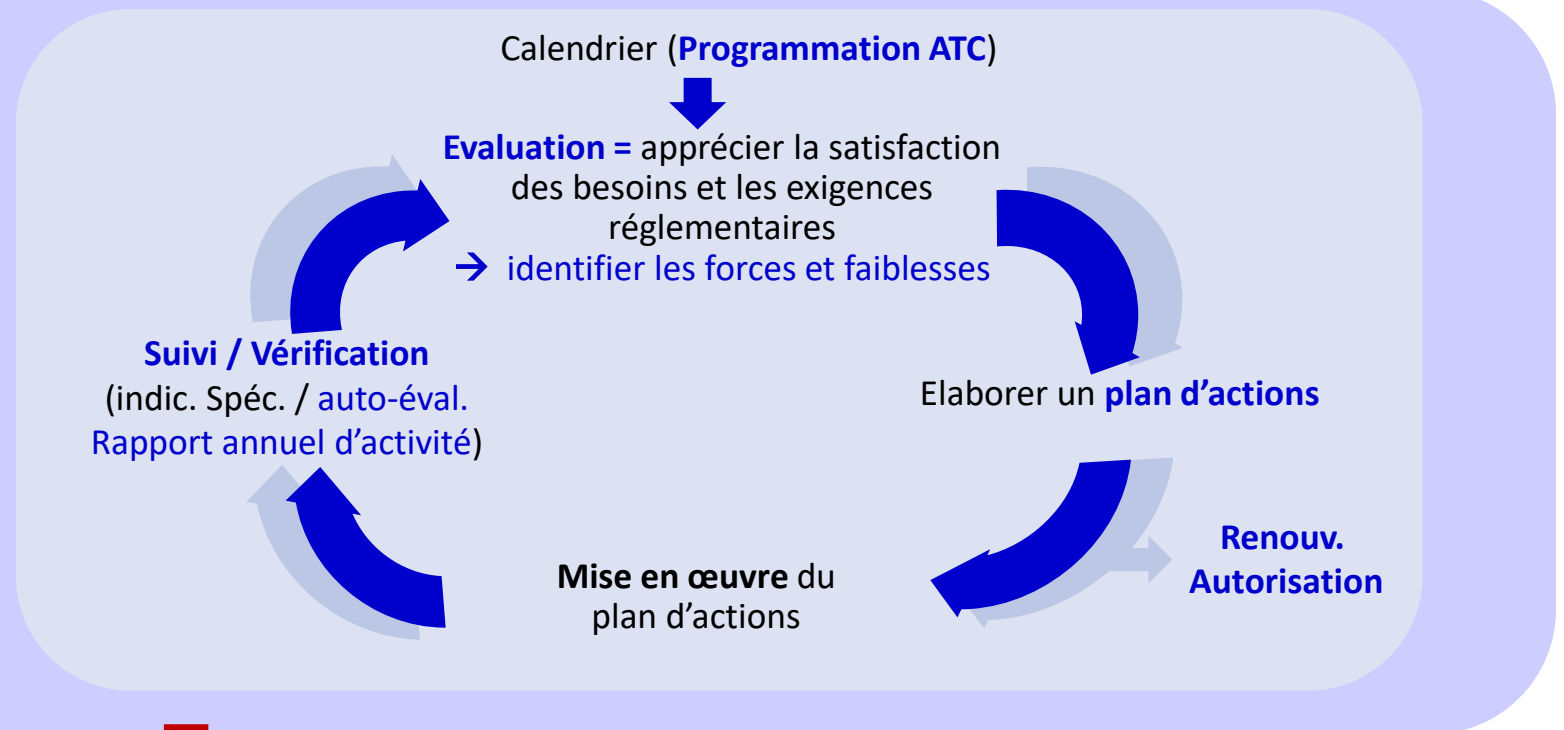 Calendrier (Programmation ATC)
Evaluation = apprécier la satisfaction
des besoins et les exigences
réglementaires
→ identifier les forces et faiblesses
Elaborer un plan d’actions
Renouv.
Autorisation
Mise en œuvre du
plan d’actions
Suivi / Vérification
(indic. Spéc. / auto-éval.
Rapport annuel d’activité)